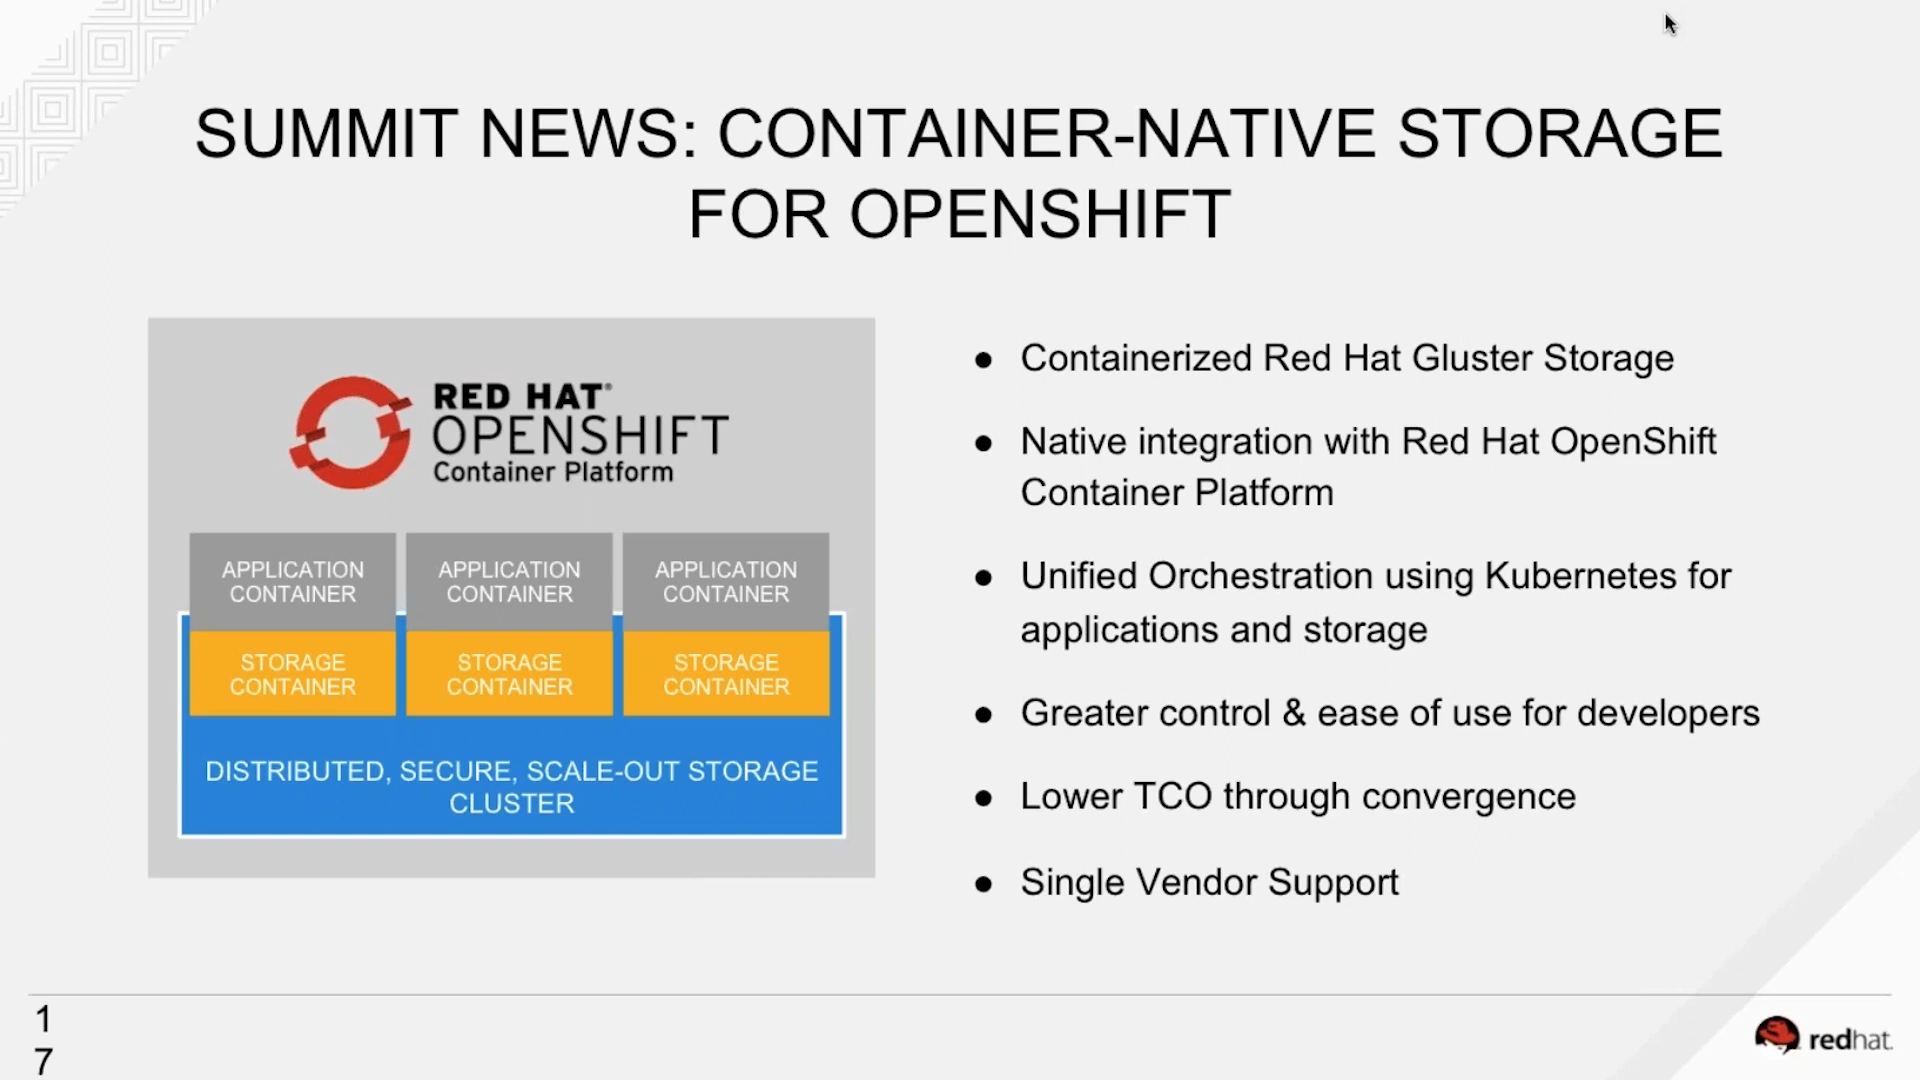 SUMMIT NEWS: CONTAINER-NATIVE STORAGE
FOR OPENSHIFT
RED HAT®
OPENSHIFT
Container Platform
APPLICATION
CONTAINER
APPLICATION
CONTAINER
APPLICATION
CONTAINER
STORAGE
CONTAINER
STORAGE
CONTAINER
STORAGE
CONTAINER
DISTRIBUTED, SECURE, SCALE-OUT STORAGE
CLUSTER
● Containerized Red Hat Gluster Storage
● Native integration with Red Hat OpenShift
Container Platform
● Unified Orchestration using Kubernetes for
applications and storage
● Greater control & ease of use for developers
● Lower TCO through convergence
● Single Vendor Support
1
7
redhat.